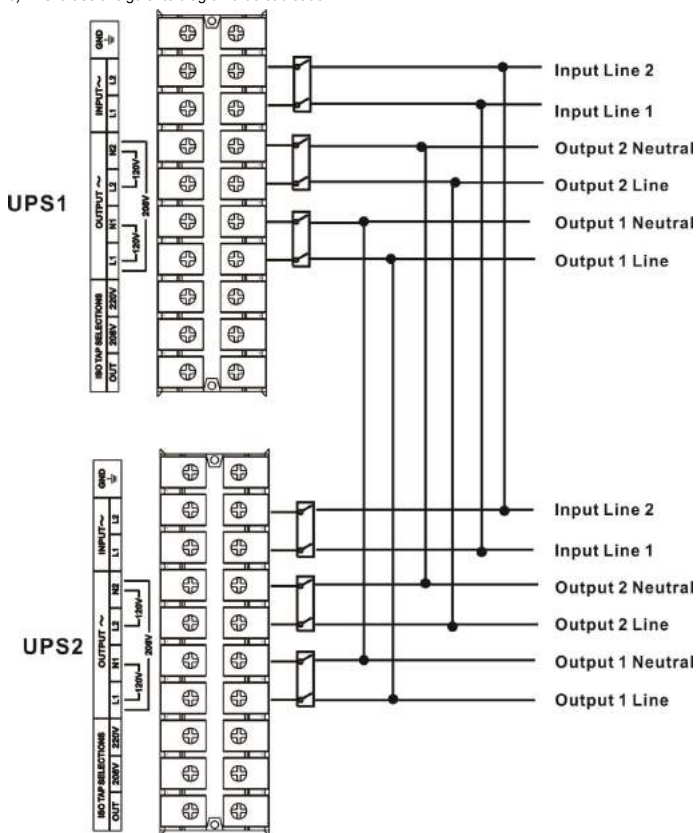 GND
INPUT~
L2
L1
OUTPUT ~
N2
L2
N1
L1
120V
120V
208V
ISO TAP SELECTIONS
220V
208V
OUT
UPS1
Input Line 2
Input Line 1
Output 2 Neutral
Output 2 Line
Output 1 Neutral
Output 1 Line
GND
INPUT~
L2
L1
OUTPUT ~
N2
L2
N1
L1
120V
120V
208V
ISO TAP SELECTIONS
220V
208V
OUT
UPS2
Input Line 2
Input Line 1
Output 2 Neutral
Output 2 Line
Output 1 Neutral
Output 1 Line